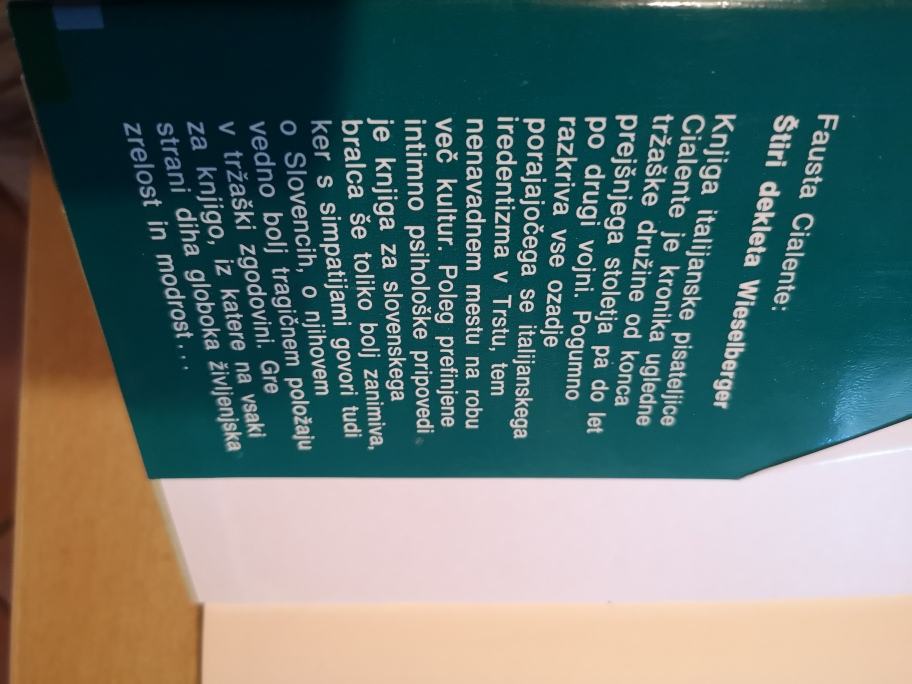 Fausta Cialente:
Štiri dekleta Wieselberger
Knjiga italijanske pisateljice
Cialente je kronika ugledne
tržaške družine od konca
prejšnjega stoletja pa do let
po drugi vojni. Pogumno
razkriva vse ozadje
porajajočega se italijanskega
iredentizma v Trstu, tem
nenavadnem mestu na robu
več kultur. Poleg prefinjene
intimno psihološke pripovedi
je knjiga za slovenskega
bralca še toliko bolj zanimiva,
ker s simpatijami govori tudi
o Slovencih, o njihovem
vedno bolj tragičnem položaju
v tržaški zgodovini. Gre
za knjigo, iz katere na vsaki
strani diha globoka življenjska
zrelost in modrost...